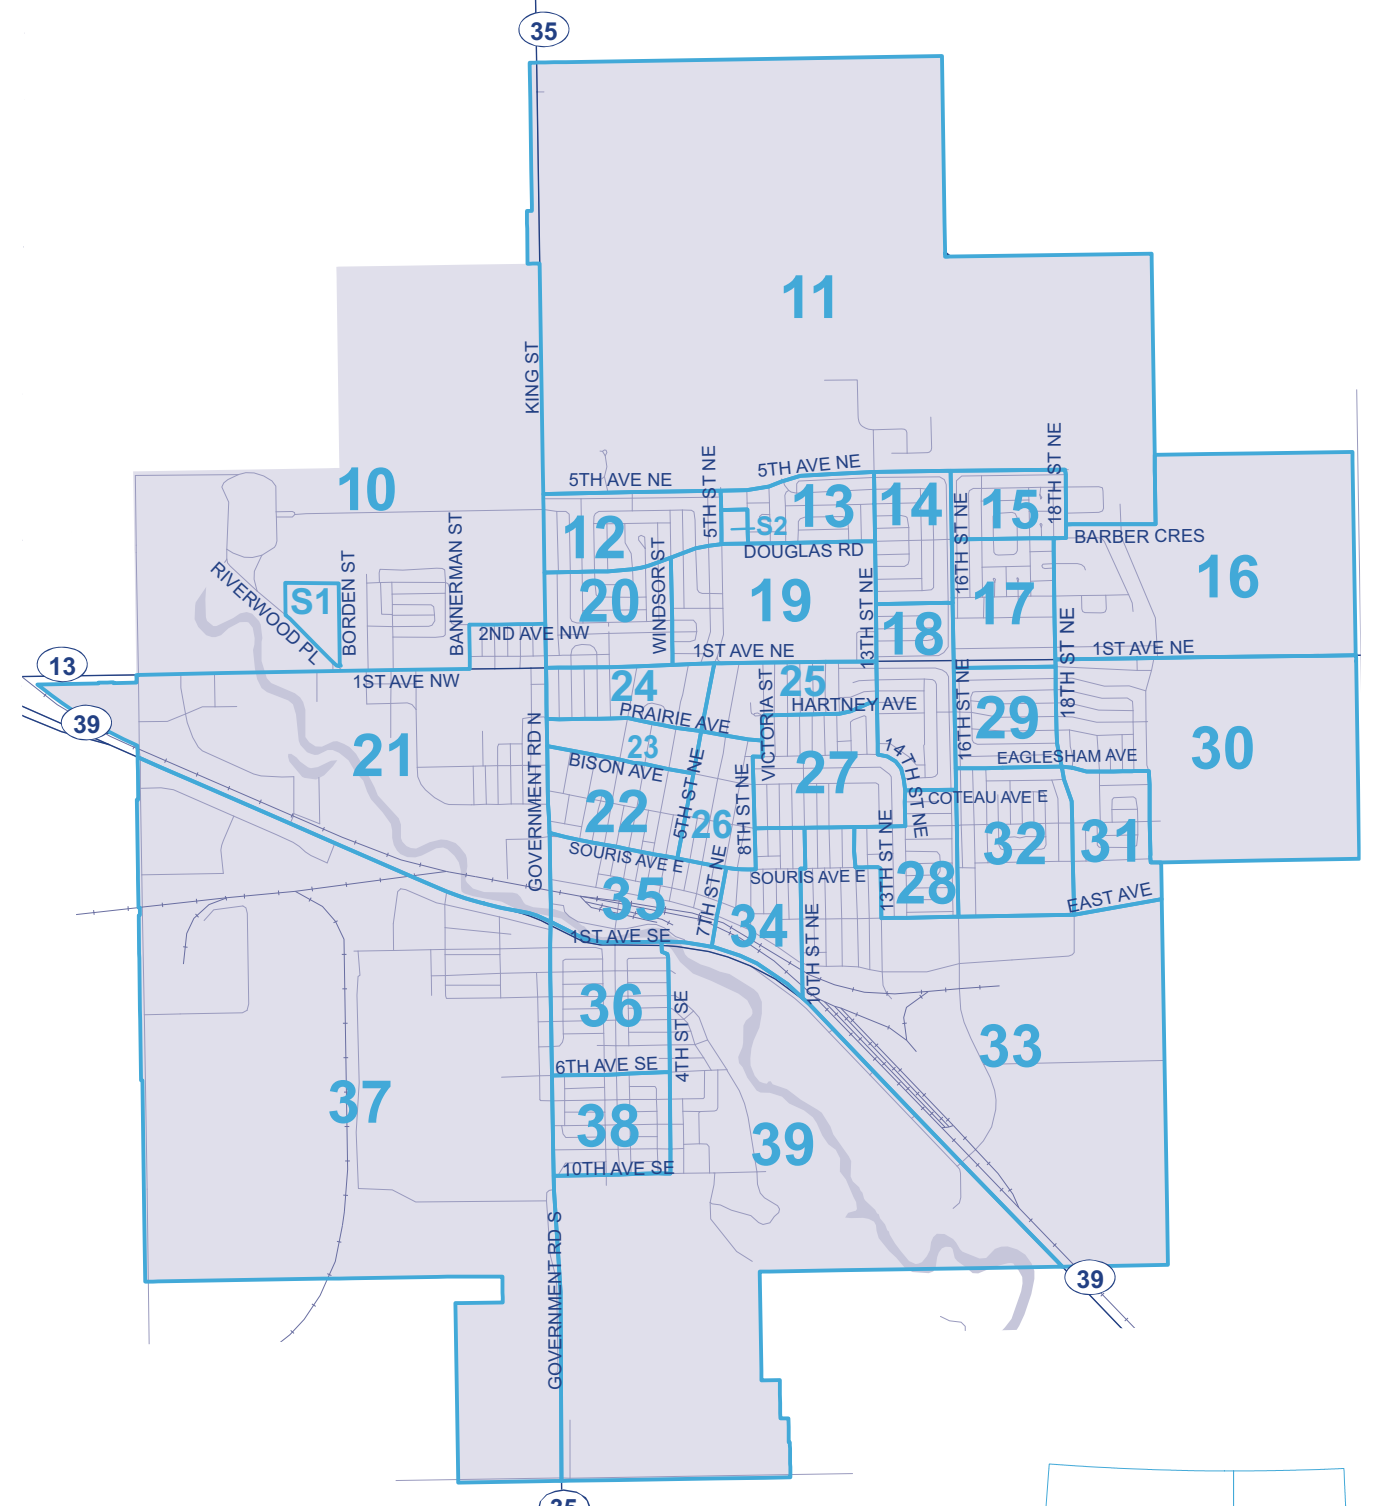 35
11
KING ST
10
5TH AVE NE
5TH ST NE
5TH AVE NE
18TH ST NE
13
14
15
16TH ST NE
S2
12
DOUGLAS RD
BARBER CRES
BANNERMAN ST
BORDEN ST
RIVERWOOD PL
S1
WINDSOR ST
20
19
13TH ST NE
17
16
18
2ND AVE NW
1ST AVE NE
18TH ST NE
1ST AVE NE
13
1ST AVE NW
24
25
VICTORIA ST
HARTNEY AVE
16TH ST NE
29
39
21
GOVERNMENT RD N
PRAIRIE AVE
23
BISON AVE
5TH ST NE
8TH ST NE
27
14TH ST NE
EAGLESHAM AVE
30
COTEAU AVE E
22
26
32
31
SOURIS AVE E
7TH ST NE
SOURIS AVE E
13TH ST NE
28
EAST AVE
35
34
10TH ST NE
1ST AVE SE
36
4TH ST SE
33
6TH AVE SE
37
38
39
10TH AVE SE
GOVERNMENT RD S
39
35